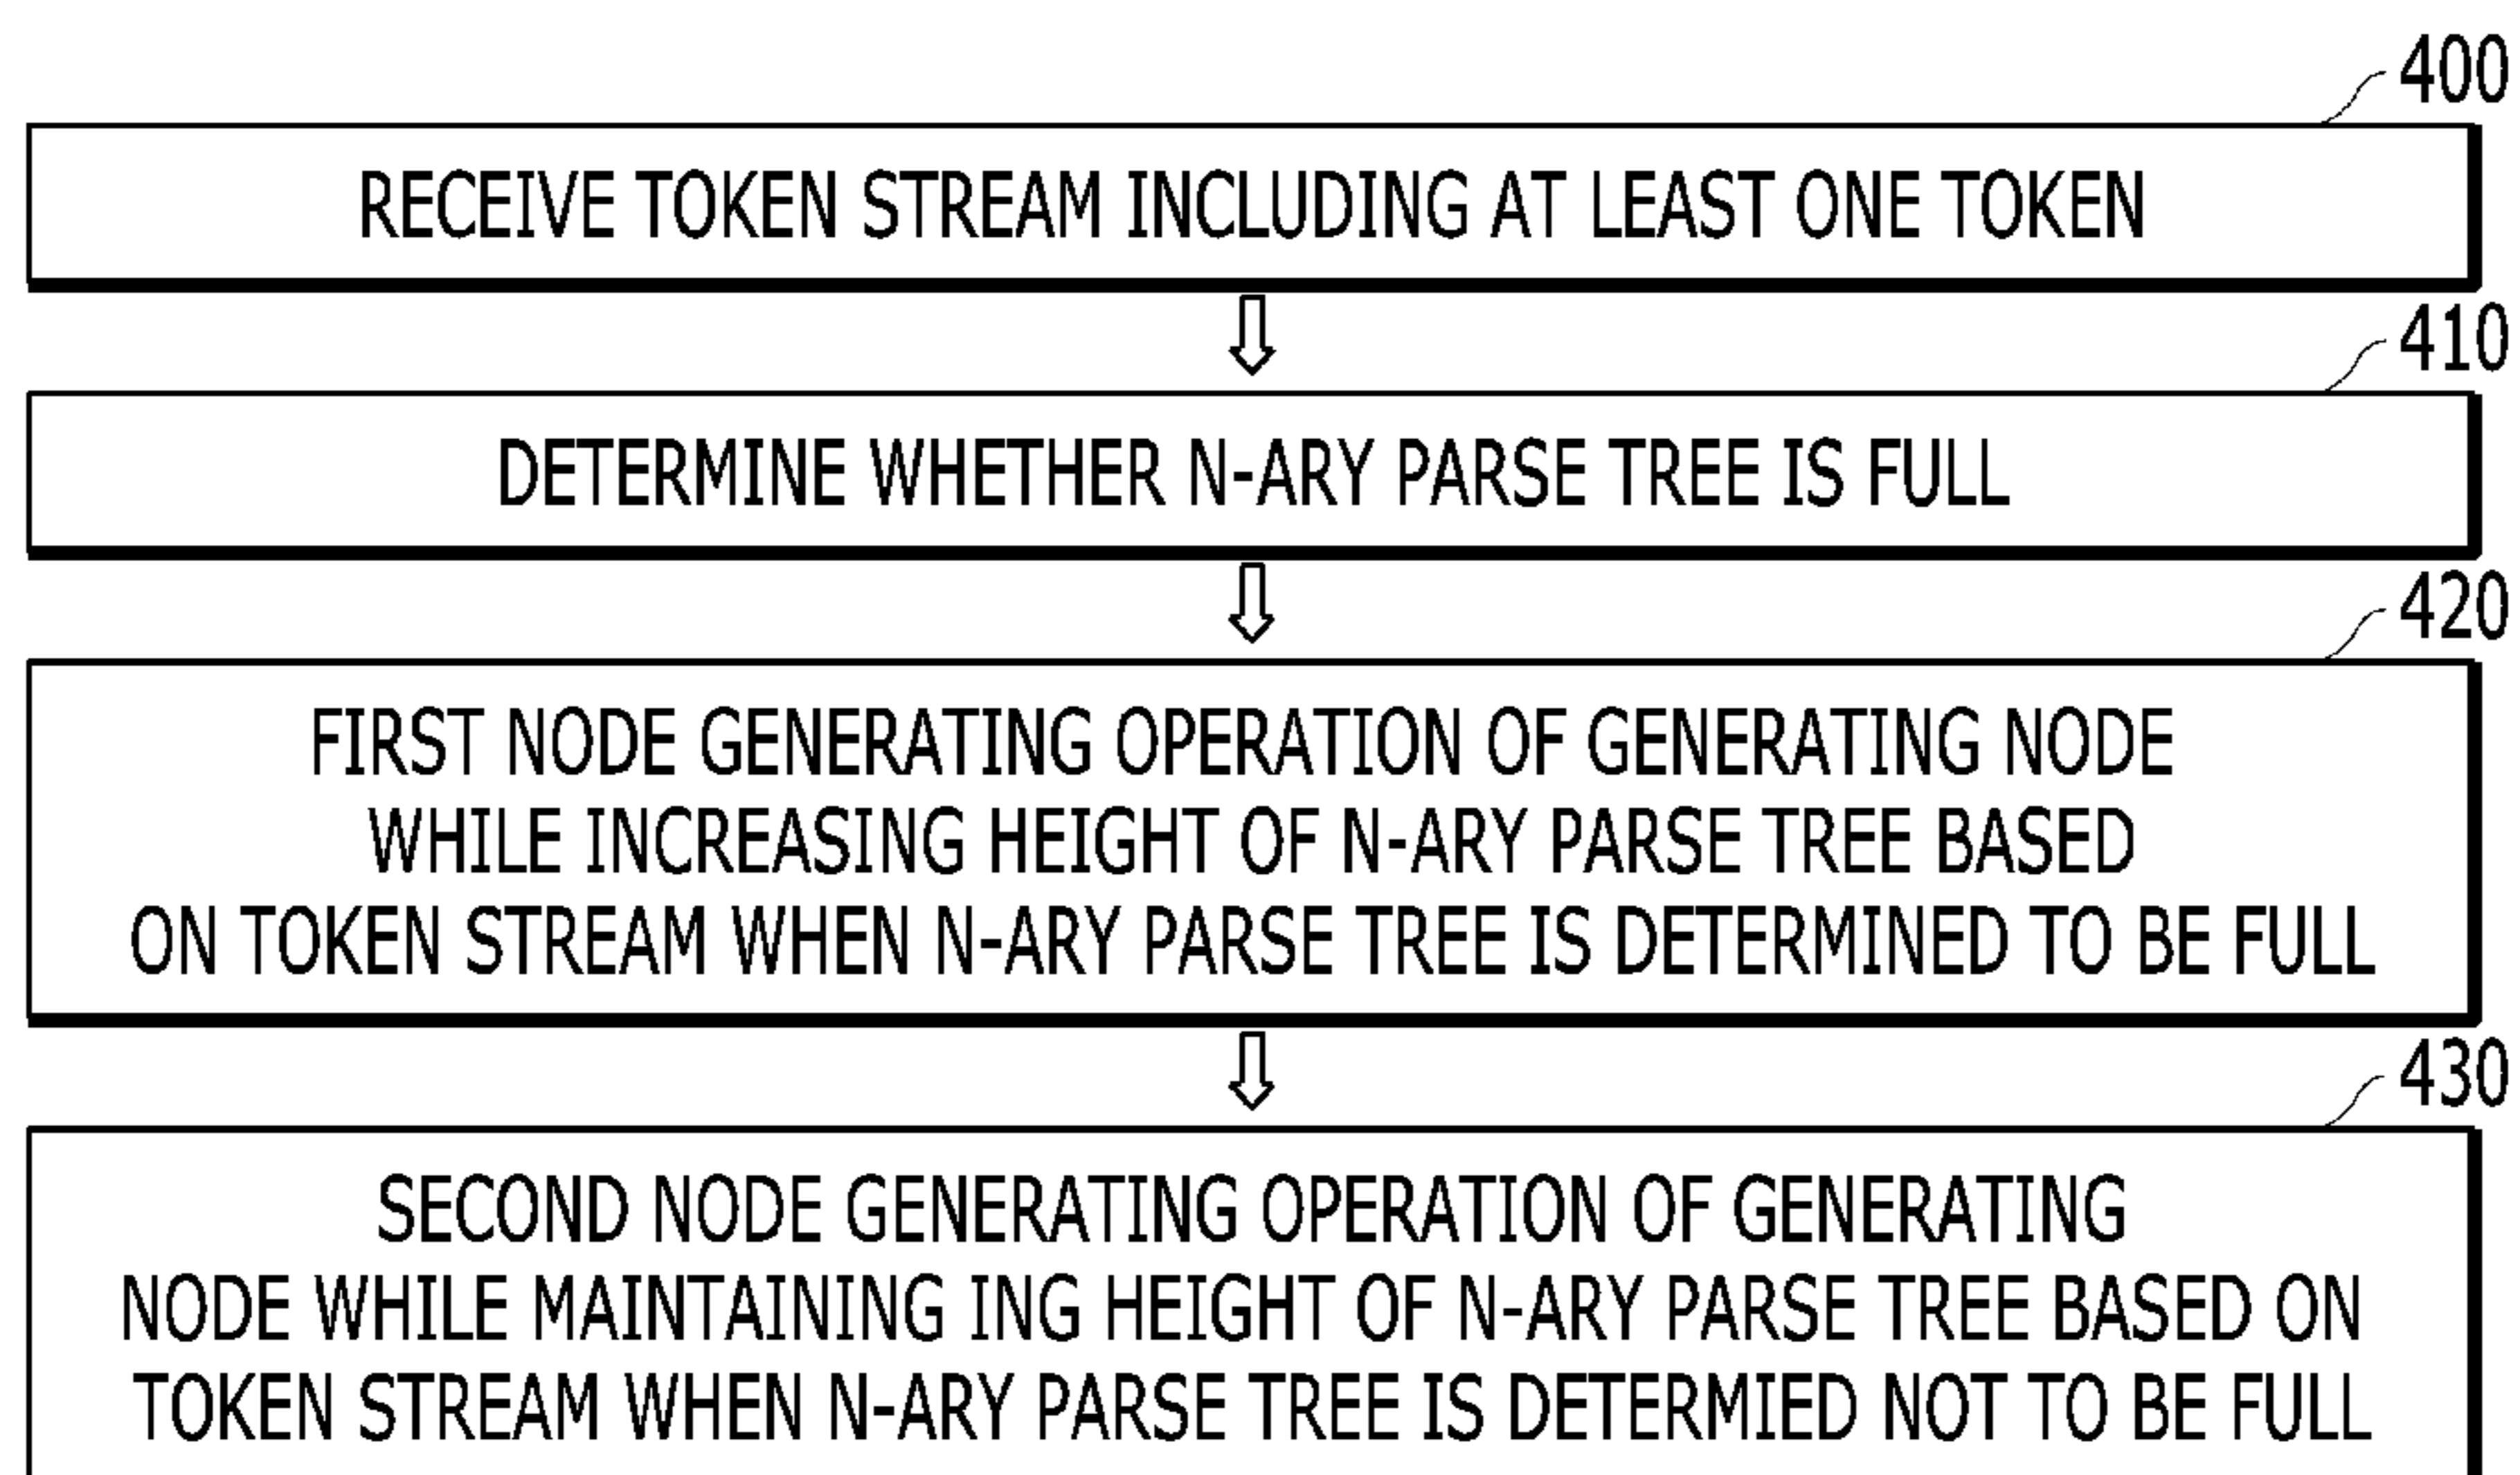 400
RECEIVE TOKEN STREAM INCLUDING AT LEAST ONE TOKEN
410
DETERMINE WHETHER N-ARY PARSE TREE IS FULL
420
FIRST NODE GENERATING OPERATION OF GENERATING NODE
WHILE INCREASING HEIGHT OF N-ARY PARSE TREE BASED
ON TOKEN STREAM WHEN N-ARY PARSE TREE IS DETERMINED TO BE FULL
430
SECOND NODE GENERATING OPERATION OF GENERATING
NODE WHILE MAINTAINING ING HEIGHT OF N-ARY PARSE TREE BASED ON
TOKEN STREAM WHEN N-ARY PARSE TREE IS DETERMIED NOT TO BE FULL